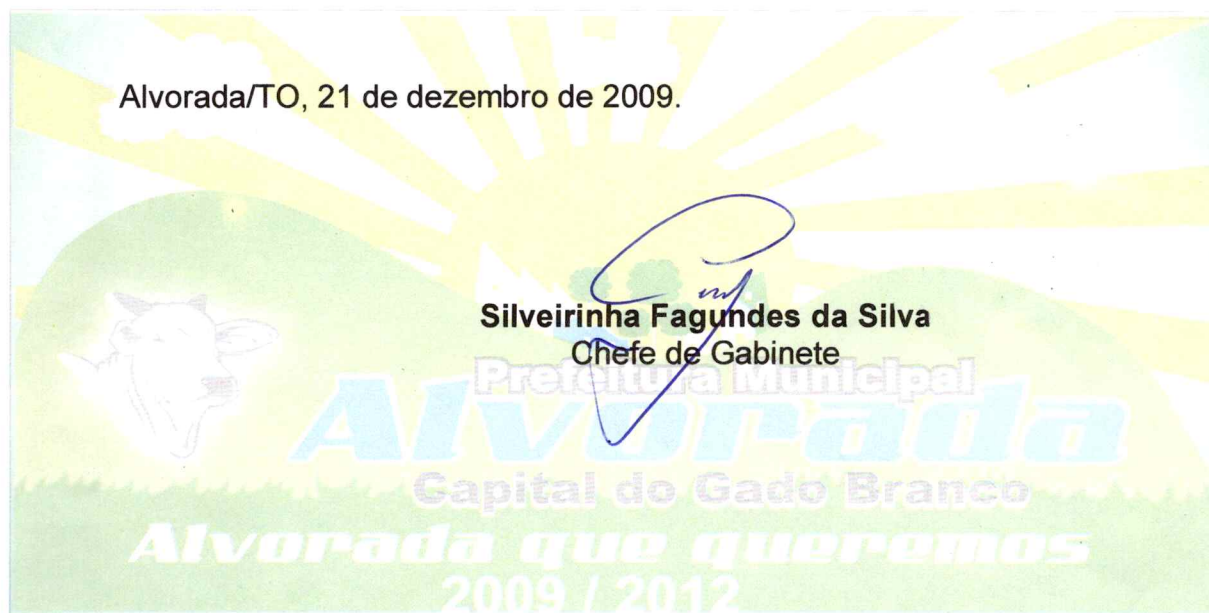 Alvorada/TO, 21 de dezembro de 2009.
Silveirinha Fagundes da Silva
Chefe de Gabinete
Prefeitura Municipal
Alvorada
Capital do Gado Branco
Alvorada que queremos
2009 / 2012